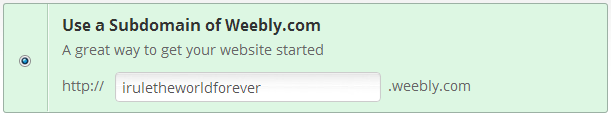 Use a Subdomain of Weebly.com
A great way to get your website started
http:// iruletheworldforever .weebly.com